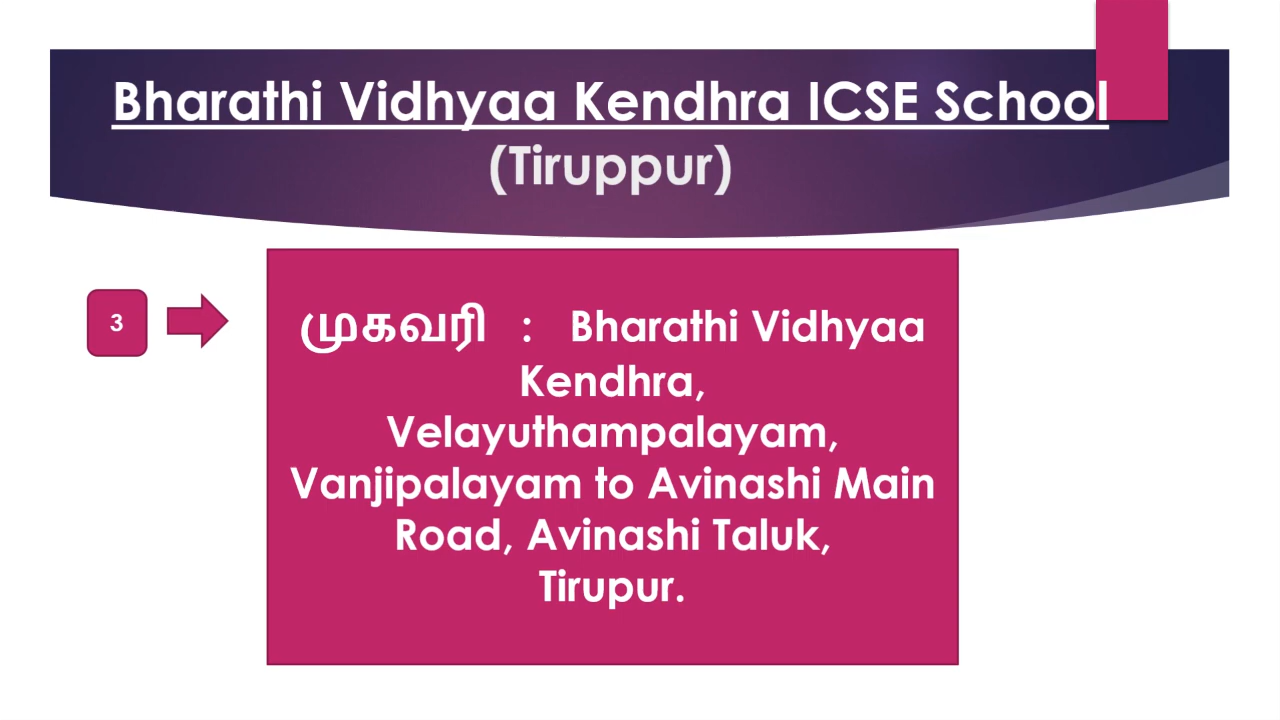 Bharathi Vidhyaa Kendhra ICSE School
(Tiruppur)
3
முகவரி : Bharathi Vidhyaa
Kendhra,
Velayuthampalayam,
Vanjipalayam to Avinashi Main
Road, Avinashi Taluk,
Tirupur.